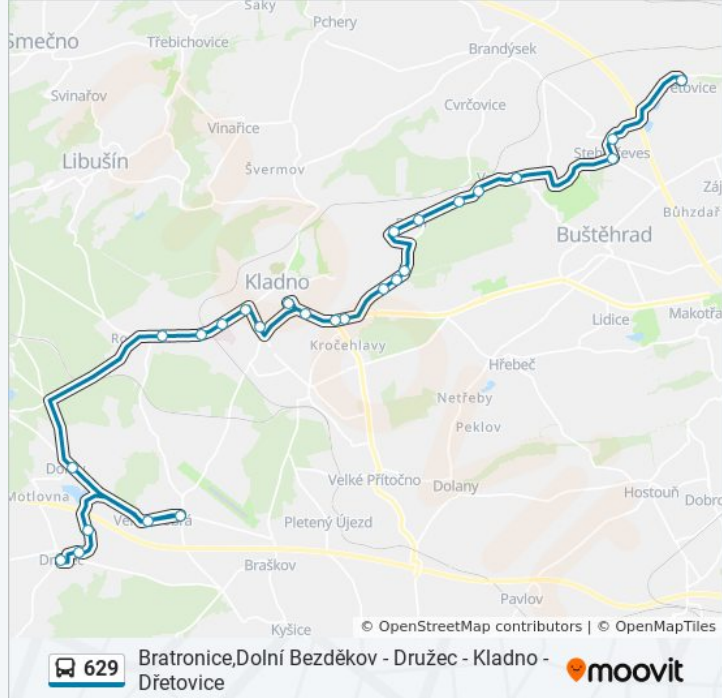 Saky
Pchery
Smečno
Třebichovice
Brandýsek
Svinařov
Cvrčovice
Vinařice
Libušín
Švermov
Buštěhrad
Kladno
Lidice
Kročehlavy
Hřebeč
Netřeby
Peklov
Velké Přítočno
Dolany
Motlovna
Hostouň
Pletený Újezd
Braškov
Pavlov
Kyšice
© OpenStreetMap contributors | © OpenMapTiles
629
Bratronice,Dolní Bezděkov - Družec - Kladno -
Dřetovice
moovit